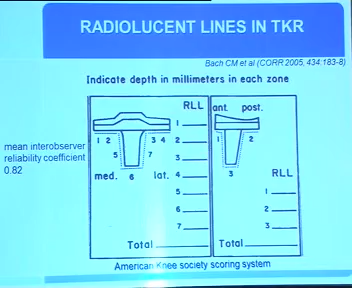 RADIOLUCENT LINES IN TKR
Bach CM et al (CORR 2005, 434:183-8)
Indicate depth in millimeters in each zone
mean interobserver
reliability coefficient
0.82
RLL
1
2
3
4
5
6
7
Total
1 2 3 4
5 7
med. 6 lat.
ant. post.
1 2
3
RLL
1
2
3
Total
American Knee society scoring system